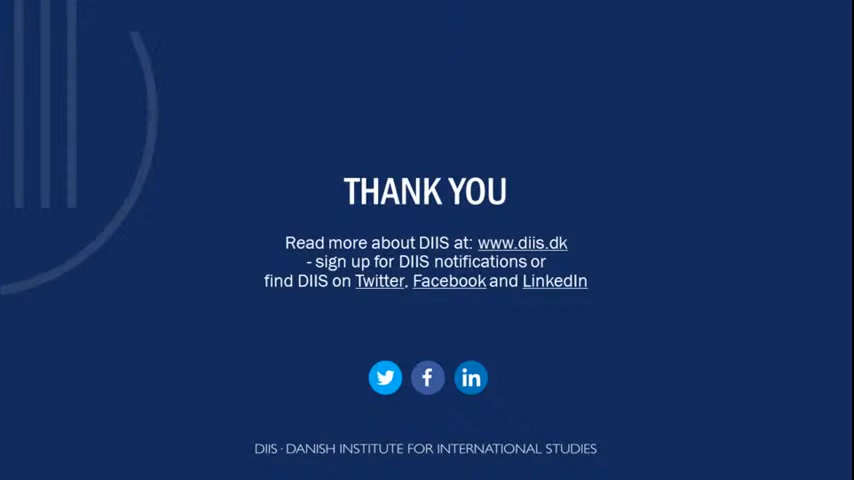 THANK YOU
Read more about DIIS at: www.diis.dk
- sign up for DIIS notifications or
find DIIS on Twitter, Facebook and LinkedIn
DIIS · DANISH INSTITUTE FOR INTERNATIONAL STUDIES